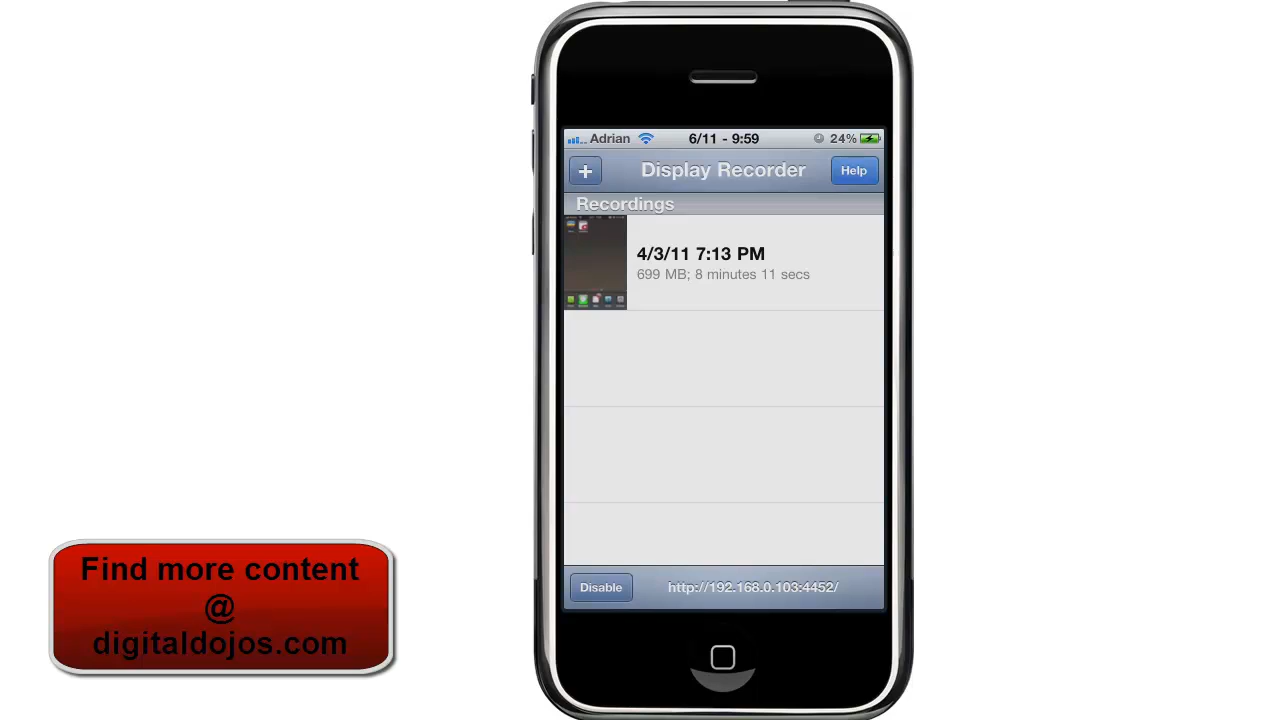 Adrian 6/11 - 9:59 24%
+ Display Recorder Help
Recordings
4/3/11 7:13 PM
699 MB; 8 minutes 11 secs
Disable http://192.168.0.103:4452/
Find more content
@
digitaldojos.com